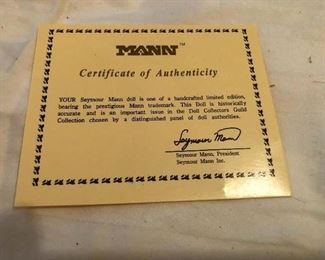 MANN™
Certificate of Authenticity
YOUR Seymour Mann doll is one of a handcrafted limited edition,
bearing the prestigious Mann trademark. This Doll is historically
accurate and is an important issue in the Doll Collectors Guild
Collection chosen by a distinguished panel of doll authorities.
Seymour Mann
Seymour Mann, President
Seymour Mann Inc.